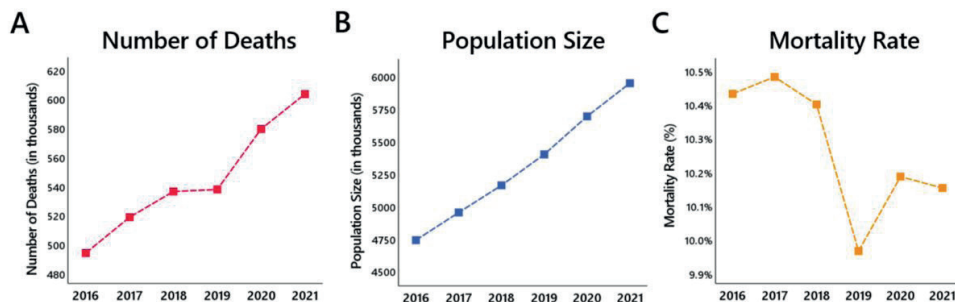 A
Number of Deaths
Number of Deaths (in thousands)
620
600
580
560
540
520
500
480
2016 2017 2018 2019 2020 2021
B
Population Size
Population Size (in thousands)
6000
5750
5500
5250
5000
4750
4500
2016 2017 2018 2019 2020 2021
C
Mortality Rate
Mortality Rate (%)
10.5%
10.4%
10.3%
10.2%
10.1%
10.0%
9.9%
2016 2017 2018 2019 2020 2021